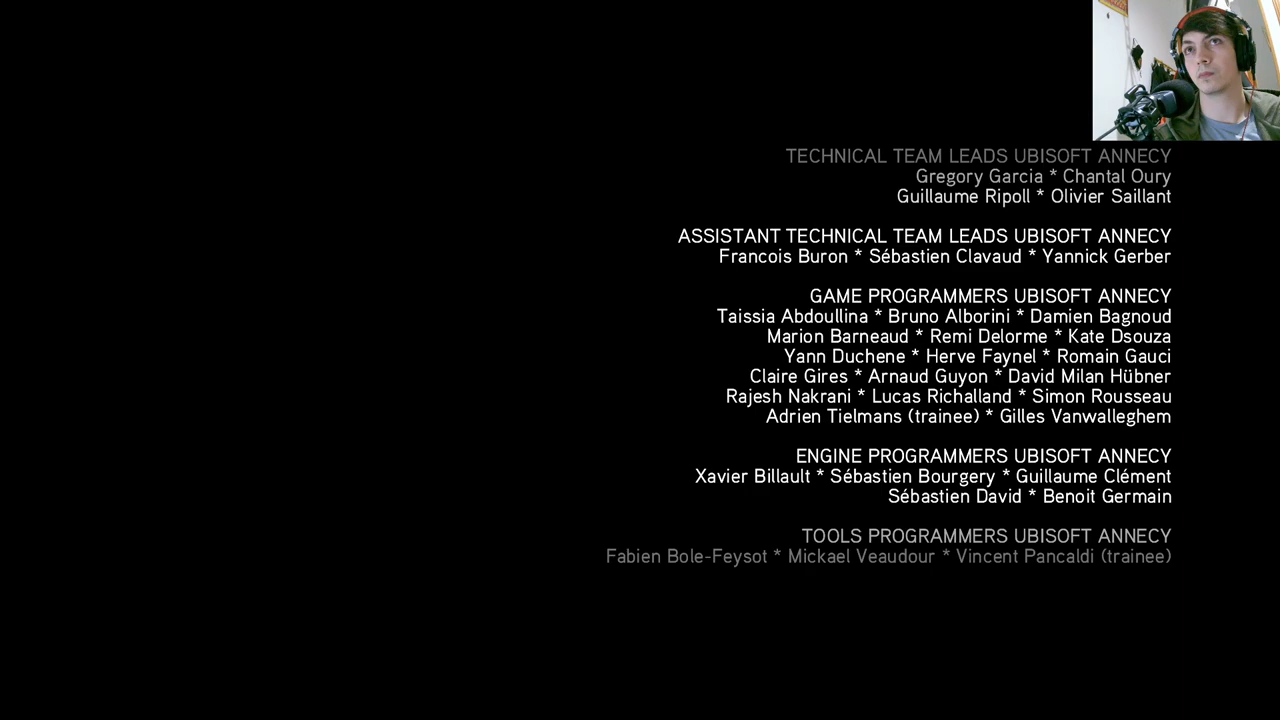 TECHNICAL TEAM LEADS UBISOFT ANNECY
Gregory Garcia * Chantal Oury
Guillaume Ripoll * Olivier Saillant
ASSISTANT TECHNICAL TEAM LEADS UBISOFT ANNECY
Francois Buron * Sébastien Clavaud * Yannick Gerber
GAME PROGRAMMERS UBISOFT ANNECY
Taissia Abdoullina * Bruno Alborini * Damien Bagnoud
Marion Barneaud * Remi Delorme * Kate Dsouza
Yann Duchene * Herve Faynel * Romain Gauci
Claire Gires * Arnaud Guyon * David Milan Hübner
Rajesh Nakrani * Lucas Richalland * Simon Rousseau
Adrien Tielmans (trainee) * Gilles Vanwalleghem
ENGINE PROGRAMMERS UBISOFT ANNECY
Xavier Billault * Sébastien Bourgery * Guillaume Clément
Sébastien David * Benoit Germain
TOOLS PROGRAMMERS UBISOFT ANNECY
Fabien Bole-Feysot * Mickael Veaudour * Vincent Pancaldi (trainee)